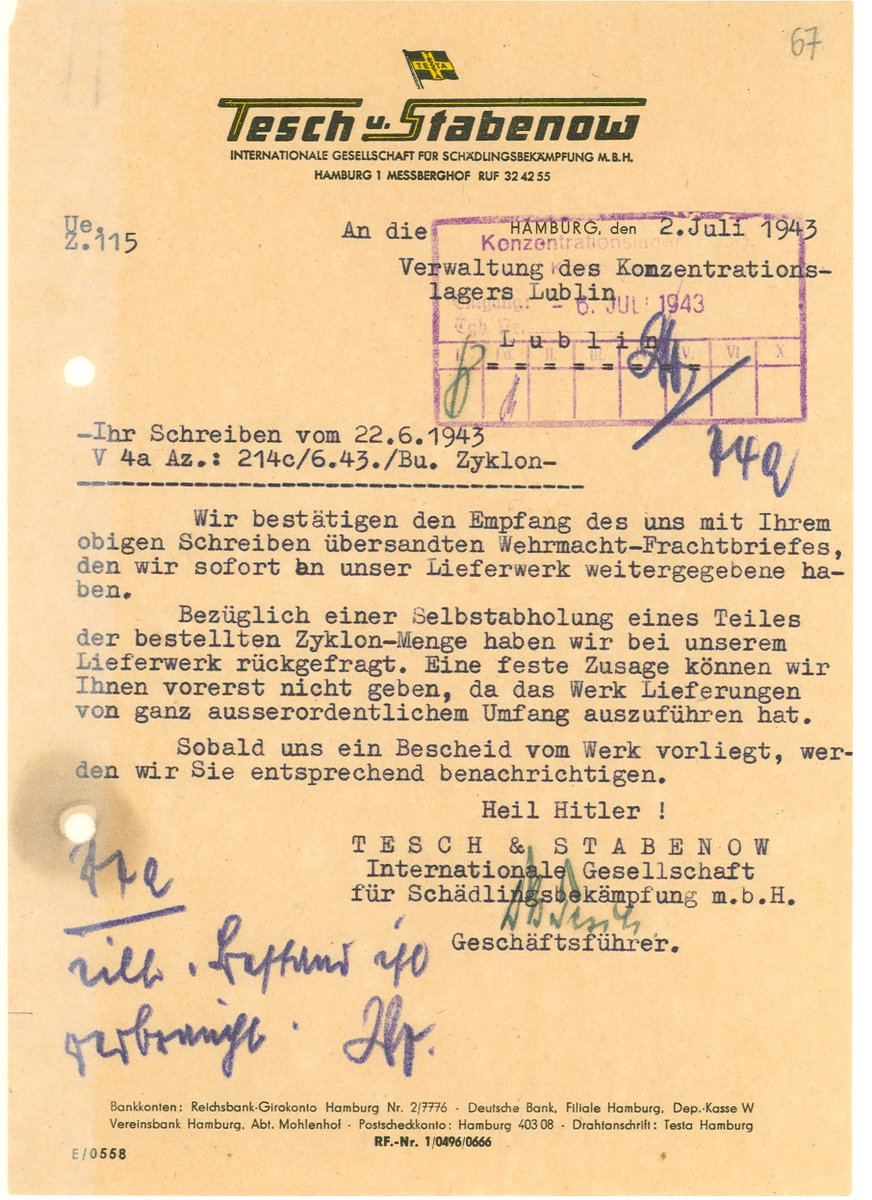 67
TESTA
Tesch u. Stabenow
INTERNATIONALE GESELLSCHAFT FÜR SCHÄDLINGSBEKÄMPFUNG M.B.H.
HAMBURG 1 MESSBERGHOF RUF 32 42 55
Ue.
Z.115
An die
HAMBURG, den 2.Juli 1943
Konzentrationslager
Verwaltung des Konzentrations-
lagers Lublin
- 6. JULI 1943
L u b l i n
= = = = = = = =
74a
-Ihr Schreiben vom 22.6.1943
V 4a Az.: 214c/6.43./Bu. Zyklon-
Wir bestätigen den Empfang des uns mit Ihrem
obigen Schreiben übersandten Wehrmacht-Frachtbriefes,
den wir sofort an unser Lieferwerk weitergegebene ha-
ben.
Bezüglich einer Selbstabholung eines Teiles
der bestellten Zyklon-Menge haben wir bei unserem
Lieferwerk rückgefragt. Eine feste Zusage können wir
Ihnen vorerst nicht geben, da das Werk Lieferungen
von ganz ausserordentlichem Umfang auszuführen hat.
Sobald uns ein Bescheid vom Werk vorliegt, wer-
den wir Sie entsprechend benachrichtigen.
Heil Hitler !
T E S C H & S T A B E N O W
Internationale Gesellschaft
für Schädlingsbekämpfung m.b.H.
Geschäftsführer.
eilt. Bestand ist
verbraucht.
Bankkonten: Reichsbank-Girokonto Hamburg Nr. 2/7776 · Deutsche Bank, Filiale Hamburg, Dep.-Kasse W
Vereinsbank Hamburg, Abt. Mohlenhof · Postscheckkonto: Hamburg 403 08 · Drahtanschrift: Testa Hamburg
RF.-Nr. 1/0496/0666
E/0558